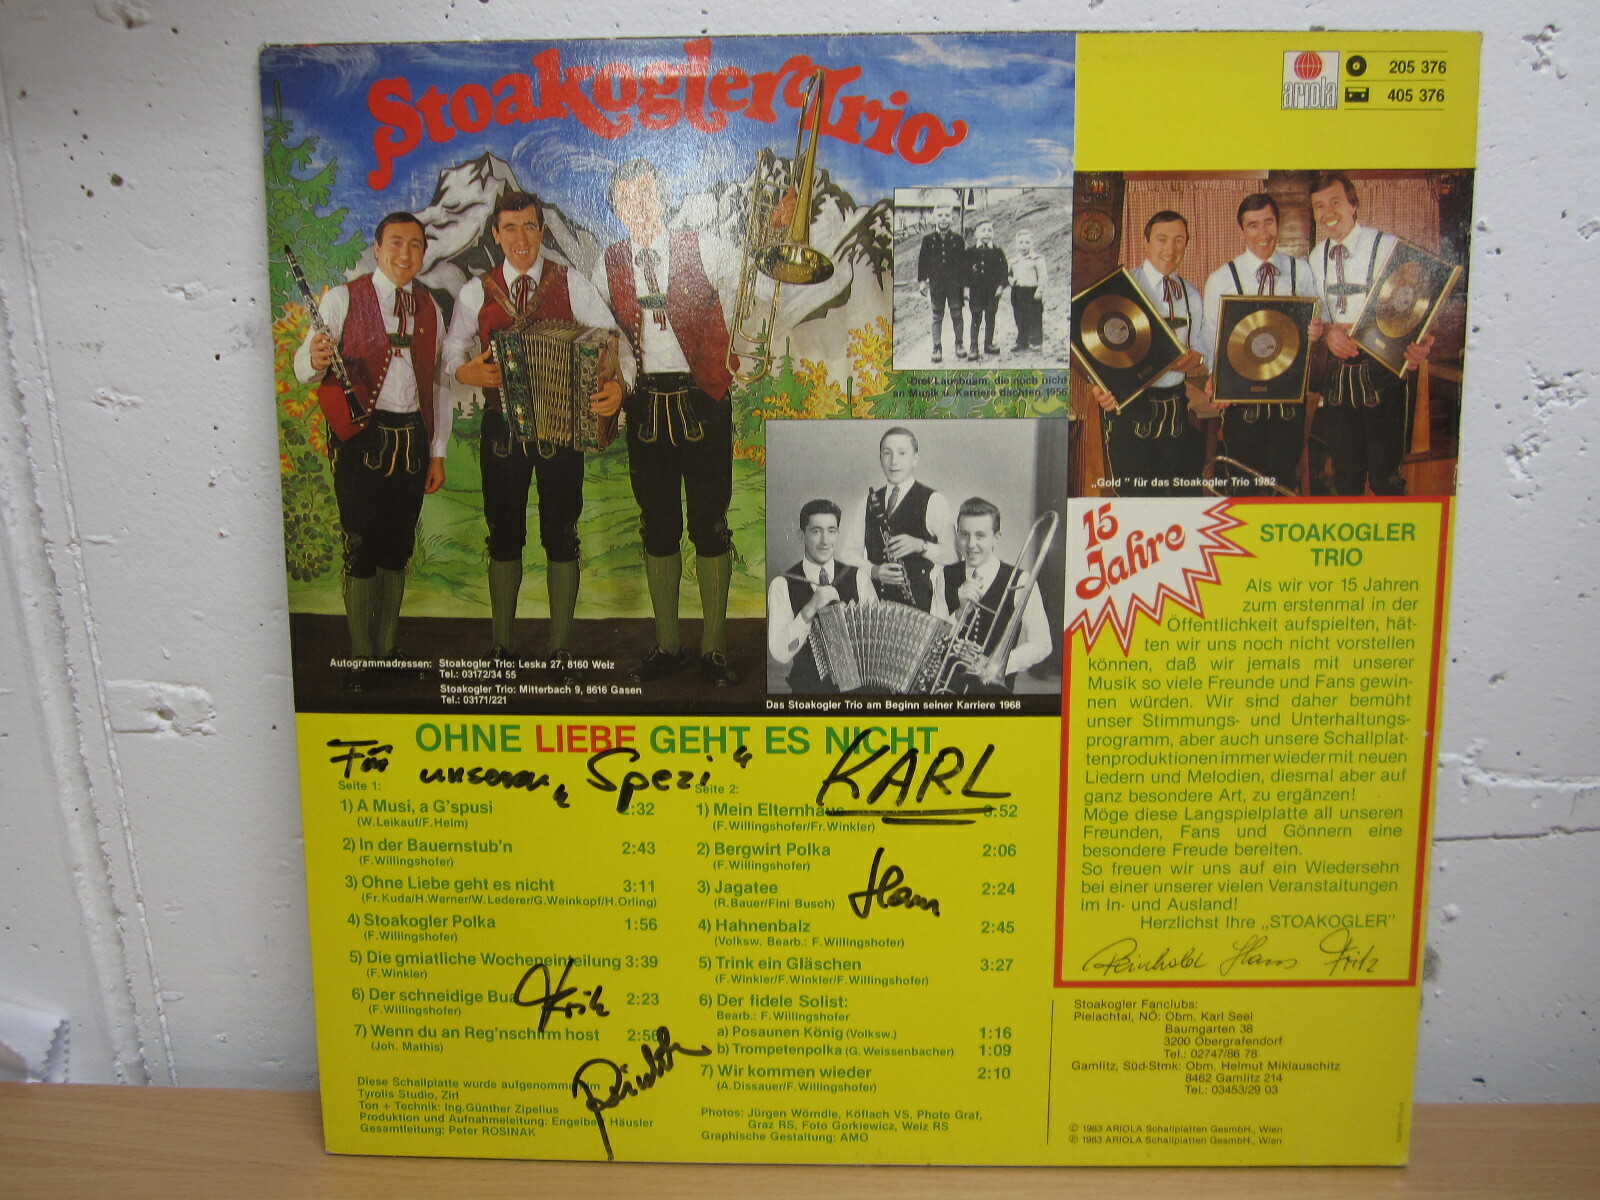 Stoakogler Trio
ariola
205 376
405 376
Drei Lausbuam, die noch nicht
an Musik u. Karriere dachten 1956
„Gold" für das Stoakogler Trio 1982
Autogrammadressen: Stoakogler Trio: Leska 27, 8160 Weiz
Tel.: 03172/34 55
Stoakogler Trio: Mitterbach 9, 8616 Gasen
Tel.: 03171/221
Das Stoakogler Trio am Beginn seiner Karriere 1968
15
Jahre
STOAKOGLER
TRIO
Als wir vor 15 Jahren
zum erstenmal in der
Öffentlichkeit aufspielten, hät-
ten wir uns noch nicht vorstellen
können, daß wir jemals mit unserer
Musik so viele Freunde und Fans gewin-
nen würden. Wir sind daher bemüht
unser Stimmungs- und Unterhaltungs-
programm, aber auch unsere Schallplat-
tenproduktionen immer wieder mit neuen
Liedern und Melodien, diesmal aber auf
ganz besondere Art, zu ergänzen!
Möge diese Langspielplatte all unseren
Freunden, Fans und Gönnern eine
besondere Freude bereiten.
So freuen wir uns auf ein Wiedersehn
bei einer unserer vielen Veranstaltungen
im In- und Ausland!
Herzlichst Ihre „STOAKOGLER"
Reinhold Hans Fritz
OHNE LIEBE GEHT ES NICHT
Für unseren „Spezi" KARL
Seite 1:
1) A Musi, a G'spusi 2:32
(W.Leikauf/F.Helm)
2) In der Bauernstub'n 2:43
(F.Willingshofer)
3) Ohne Liebe geht es nicht 3:11
(Fr.Kuda/H.Werner/W.Lederer/G.Weinkopf/H.Orling)
4) Stoakogler Polka 1:56
(F.Willingshofer)
5) Die gmiatliche Wocheneinteilung 3:39
(F.Winkler)
6) Der schneidige Bua 2:23
(F.Willingshofer)
7) Wenn du an Reg'nschirm host 2:56
(Joh. Mathis)
Fritz
Reinhold
Diese Schallplatte wurde aufgenommen im
Tyrolis Studio, Zirl
Ton + Technik: Ing.Günther Zipelius
Produktion und Aufnahmeleitung: Engelbert Häusler
Gesamtleitung: Peter ROSINAK
Seite 2:
1) Mein Elternhaus 3:52
(F.Willingshofer/Fr.Winkler)
2) Bergwirt Polka 2:06
(F.Willingshofer)
3) Jagatee 2:24
(R.Bauer/Fini Busch)
Hans
4) Hahnenbalz 2:45
(Volksw. Bearb.: F.Willingshofer)
5) Trink ein Gläschen 3:27
(F.Winkler/F.Winkler/F.Willingshofer)
6) Der fidele Solist:
Bearb.: F.Willingshofer
a) Posaunen König (Volksw.) 1:16
b) Trompetenpolka (G. Weissenbacher) 1:09
7) Wir kommen wieder 2:10
(A.Dissauer/F.Willingshofer)
Photos: Jürgen Wörndle, Köflach VS, Photo Graf,
Graz RS, Foto Gorkiewicz, Weiz RS
Graphische Gestaltung: AMO
Stoakogler Fanclubs:
Pielachtal, NÖ: Obm. Karl Seel
Baumgarten 38
3200 Obergrafendorf
Tel.: 02747/86 78
Gamlitz, Süd-Stmk: Obm. Helmut Miklauschitz
8462 Gamlitz 214
Tel.: 03453/29 03
© 1983 ARIOLA Schallplatten GesmbH., Wien
℗ 1983 ARIOLA Schallplatten GesmbH., Wien